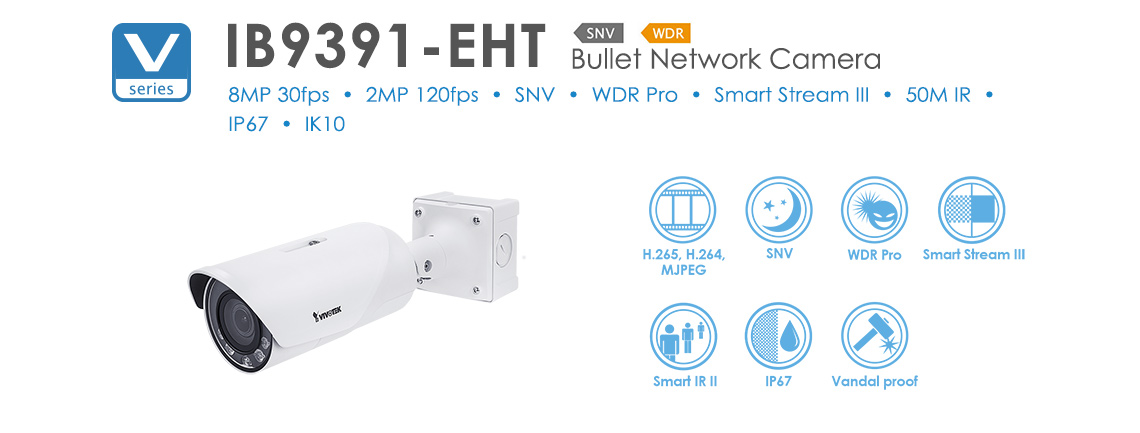 V
series
IB9391-EHT
SNV
WDR
Bullet Network Camera
8MP 30fps • 2MP 120fps • SNV • WDR Pro • Smart Stream III • 50M IR •
IP67 • IK10
VIVOTEK
H.265, H.264,
MJPEG
SNV
WDR Pro
Smart Stream III
Smart IR II
IP67
Vandal proof